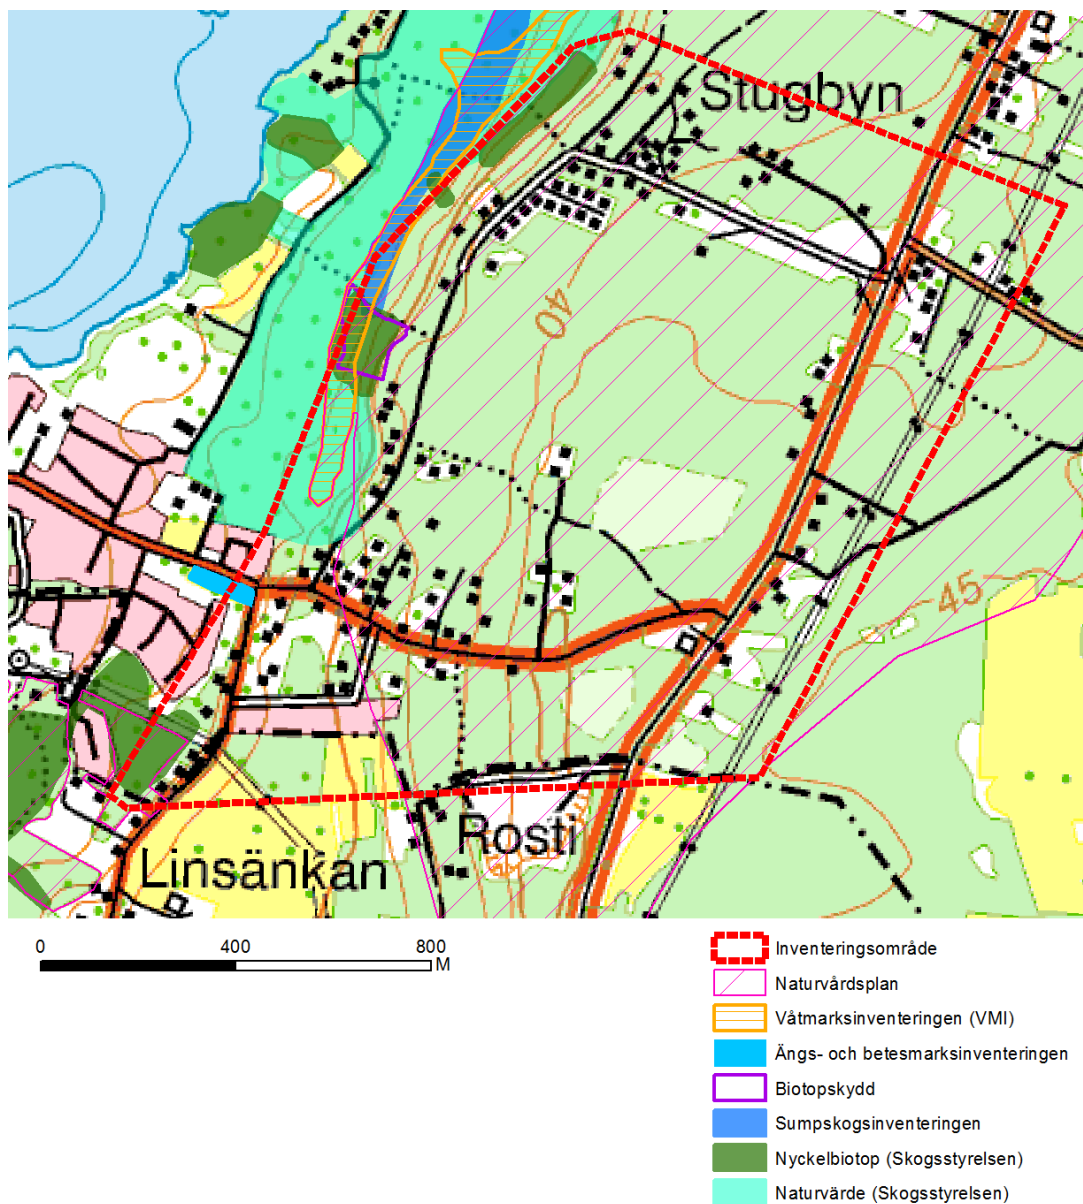 Stugbyn
40
45
Rosti
Linsänkan
0 400 800
M
Inventeringsområde
Naturvårdsplan
Våtmarksinventeringen (VMI)
Ängs- och betesmarksinventeringen
Biotopskydd
Sumpskogsinventeringen
Nyckelbiotop (Skogsstyrelsen)
Naturvärde (Skogsstyrelsen)